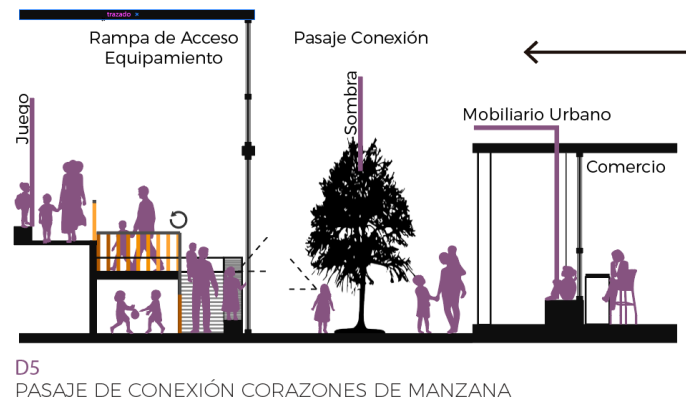 trazado »
Rampa de Acceso
Equipamiento
Pasaje Conexión
Juego
Sombra
Mobiliario Urbano
Comercio
D5
PASAJE DE CONEXIÓN CORAZONES DE MANZANA